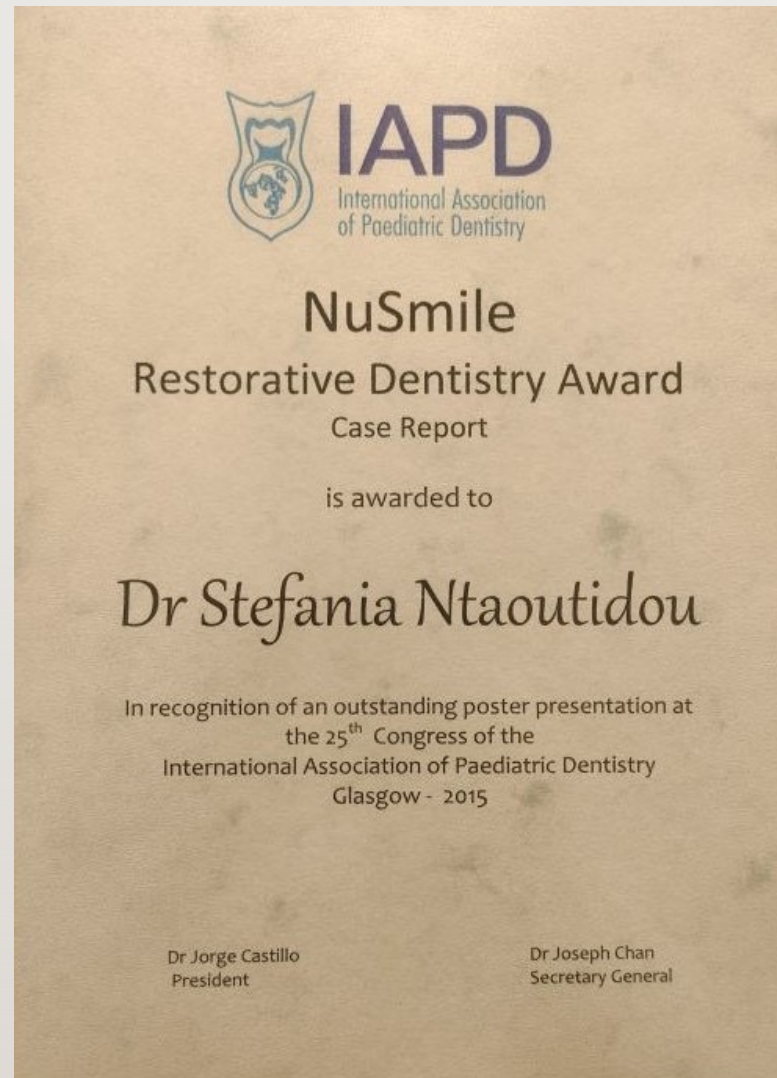 IAPD
International Association
of Paediatric Dentistry
NuSmile
Restorative Dentistry Award
Case Report
is awarded to
Dr Stefania Ntaoutidou
In recognition of an outstanding poster presentation at
the 25th Congress of the
International Association of Paediatric Dentistry
Glasgow - 2015
Dr Jorge Castillo
President
Dr Joseph Chan
Secretary General